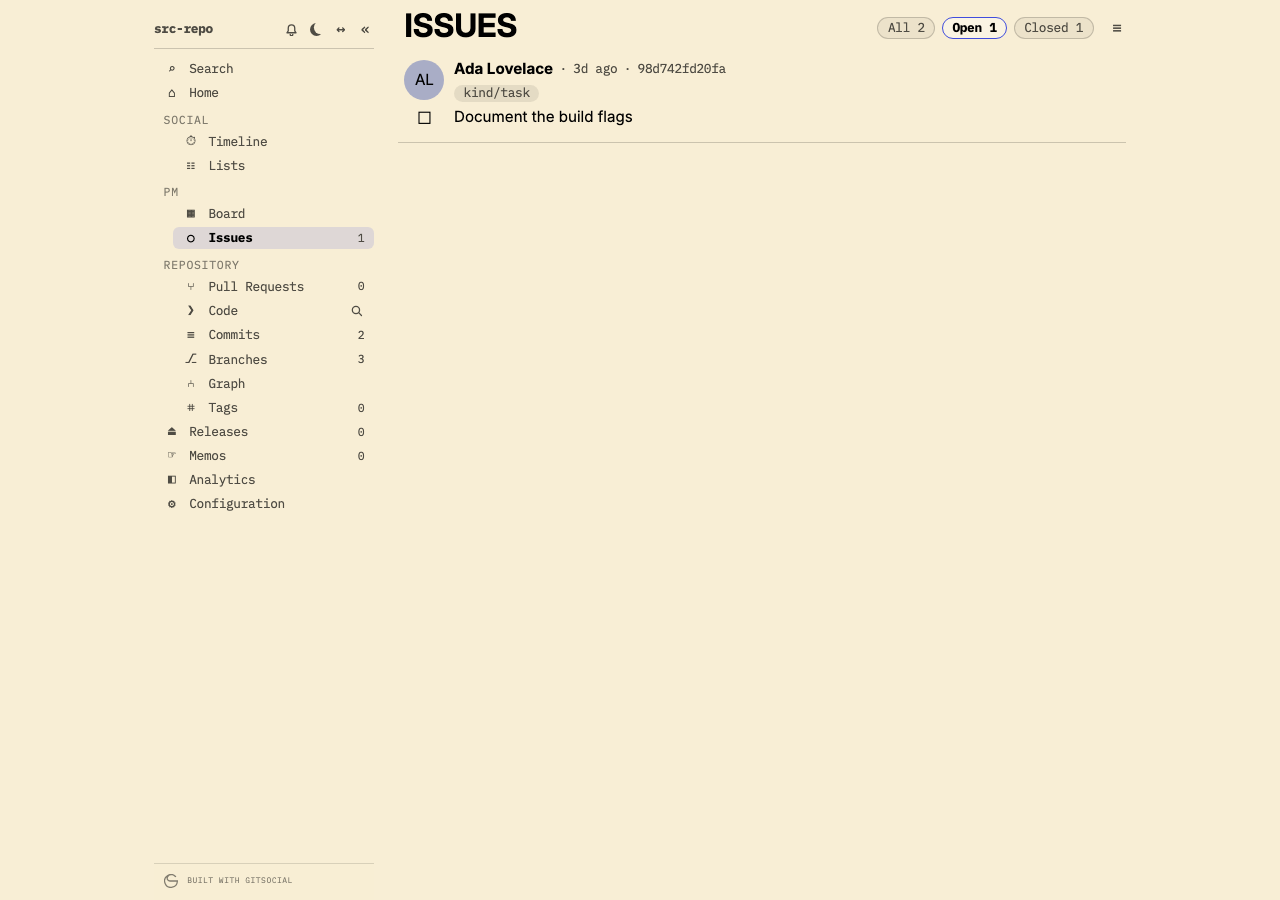 src-repo
Search
Home
SOCIAL
Timeline
Lists
PM
Board
Issues 1
REPOSITORY
Pull Requests 0
Code
Commits 2
Branches 3
Graph
Tags 0
Releases 0
Memos 0
Analytics
Configuration
BUILT WITH GITSOCIAL
ISSUES
All 2 Open 1 Closed 1
AL
Ada Lovelace · 3d ago · 98d742fd20fa
kind/task
Document the build flags